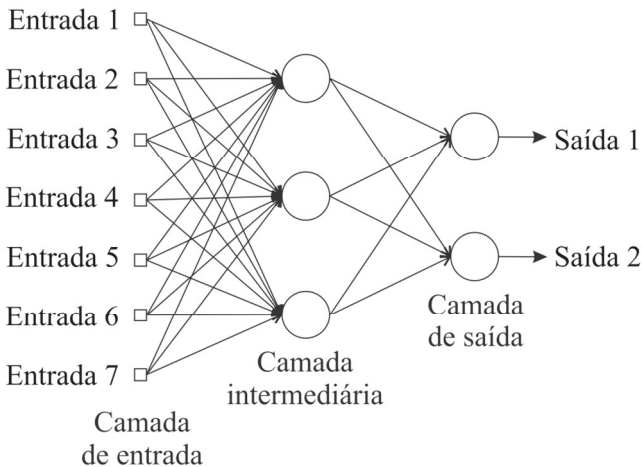 Entrada 1
Entrada 2
Entrada 3
Entrada 4
Entrada 5
Entrada 6
Entrada 7
Camada
de entrada
Camada
intermediária
Camada
de saída
Saída 1
Saída 2